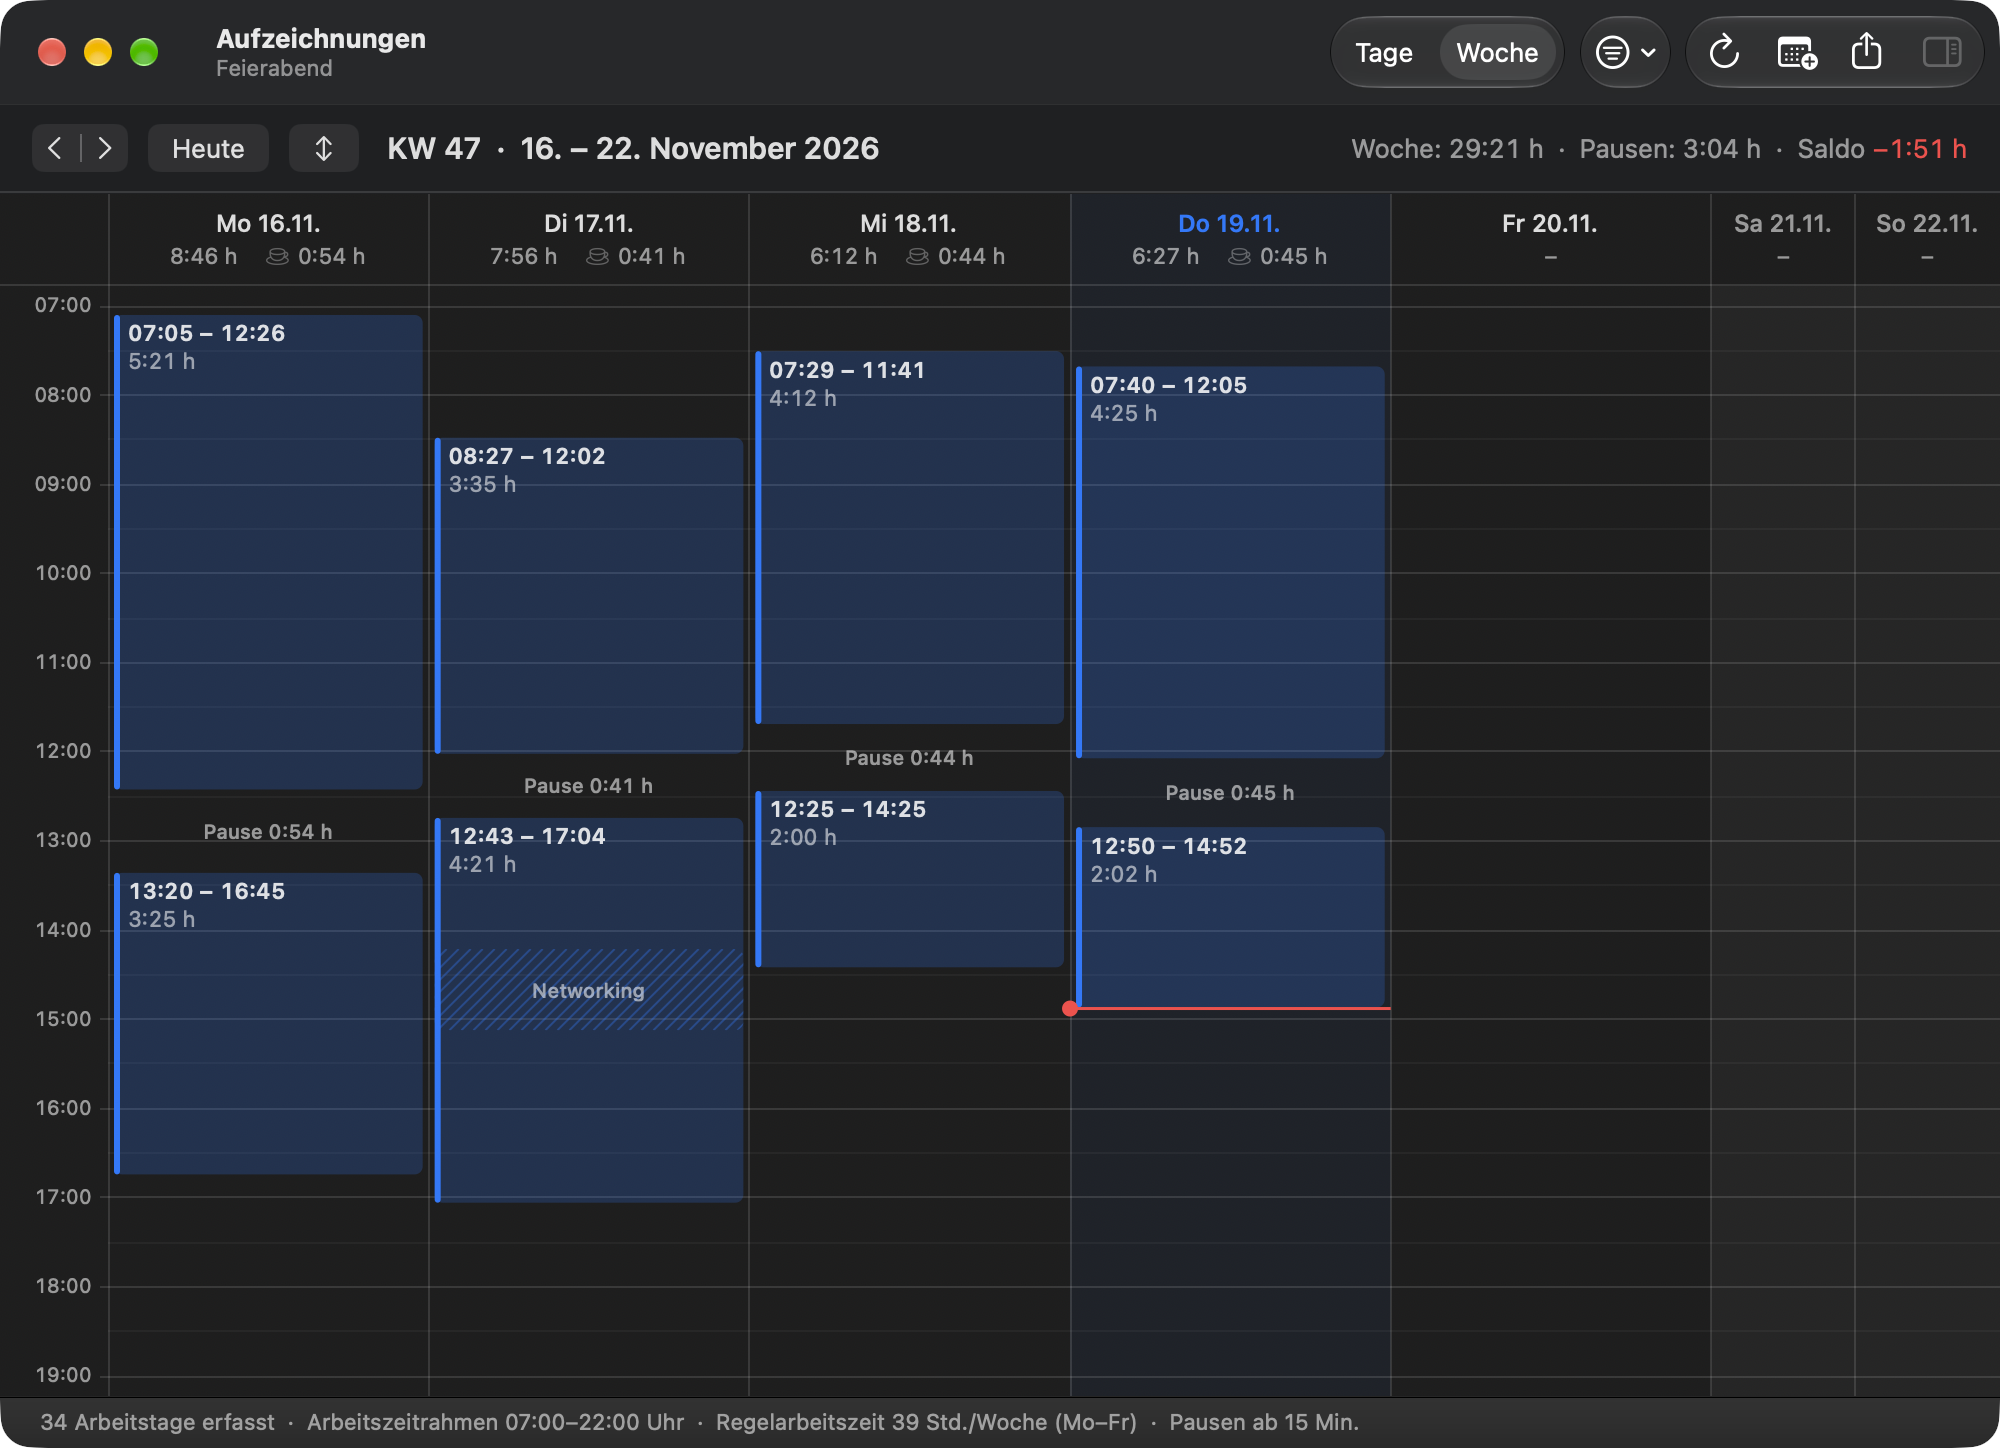 Aufzeichnungen
Feierabend
Tage Woche
Heute
KW 47 · 16. – 22. November 2026
Woche: 29:21 h · Pausen: 3:04 h · Saldo −1:51 h
Mo 16.11. Di 17.11. Mi 18.11. Do 19.11. Fr 20.11. Sa 21.11. So 22.11.
8:46 h 0:54 h 7:56 h 0:41 h 6:12 h 0:44 h 6:27 h 0:45 h – – –
07:00
07:05 – 12:26
5:21 h
07:29 – 11:41
4:12 h
07:40 – 12:05
4:25 h
08:00
08:27 – 12:02
3:35 h
09:00
10:00
11:00
12:00
Pause 0:44 h
Pause 0:41 h
Pause 0:45 h
12:25 – 14:25
2:00 h
Pause 0:54 h
13:00
12:43 – 17:04
4:21 h
12:50 – 14:52
2:02 h
13:20 – 16:45
3:25 h
14:00
Networking
15:00
16:00
17:00
18:00
19:00
34 Arbeitstage erfasst · Arbeitszeitrahmen 07:00–22:00 Uhr · Regelarbeitszeit 39 Std./Woche (Mo–Fr) · Pausen ab 15 Min.